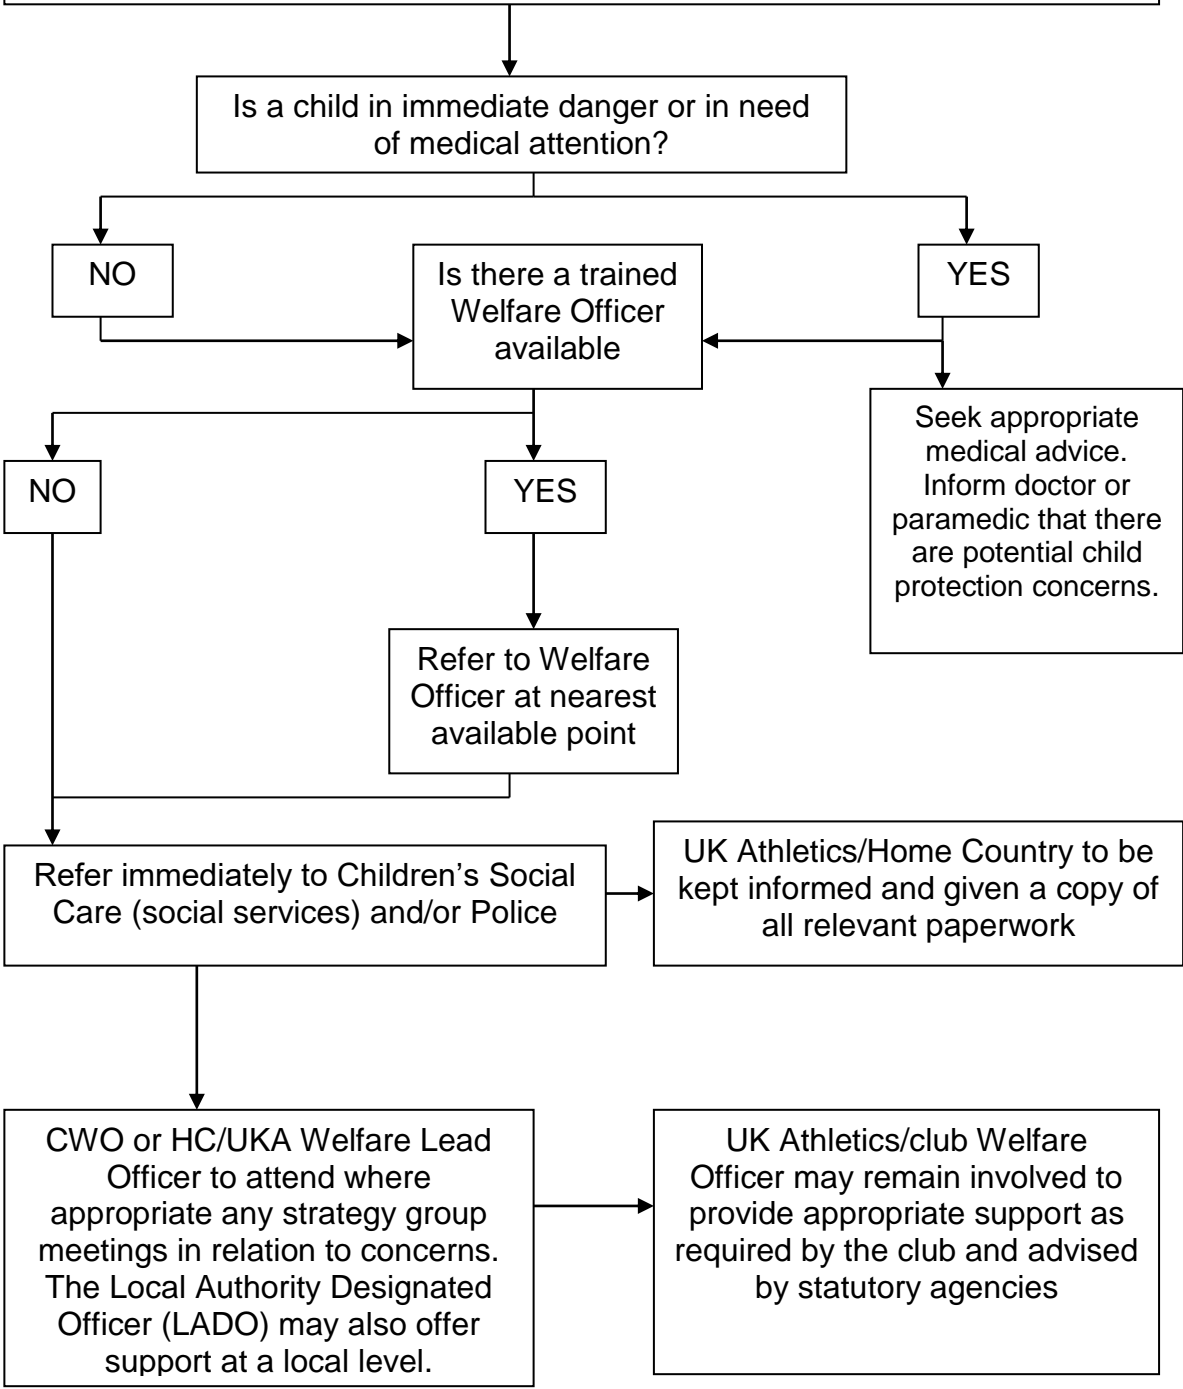 Is a child in immediate danger or in need
of medical attention?
NO
Is there a trained
Welfare Officer
available
YES
Seek appropriate
medical advice.
Inform doctor or
paramedic that there
are potential child
protection concerns.
NO
YES
Refer to Welfare
Officer at nearest
available point
Refer immediately to Children’s Social
Care (social services) and/or Police
UK Athletics/Home Country to be
kept informed and given a copy of
all relevant paperwork
CWO or HC/UKA Welfare Lead
Officer to attend where
appropriate any strategy group
meetings in relation to concerns.
The Local Authority Designated
Officer (LADO) may also offer
support at a local level.
UK Athletics/club Welfare
Officer may remain involved to
provide appropriate support as
required by the club and advised
by statutory agencies